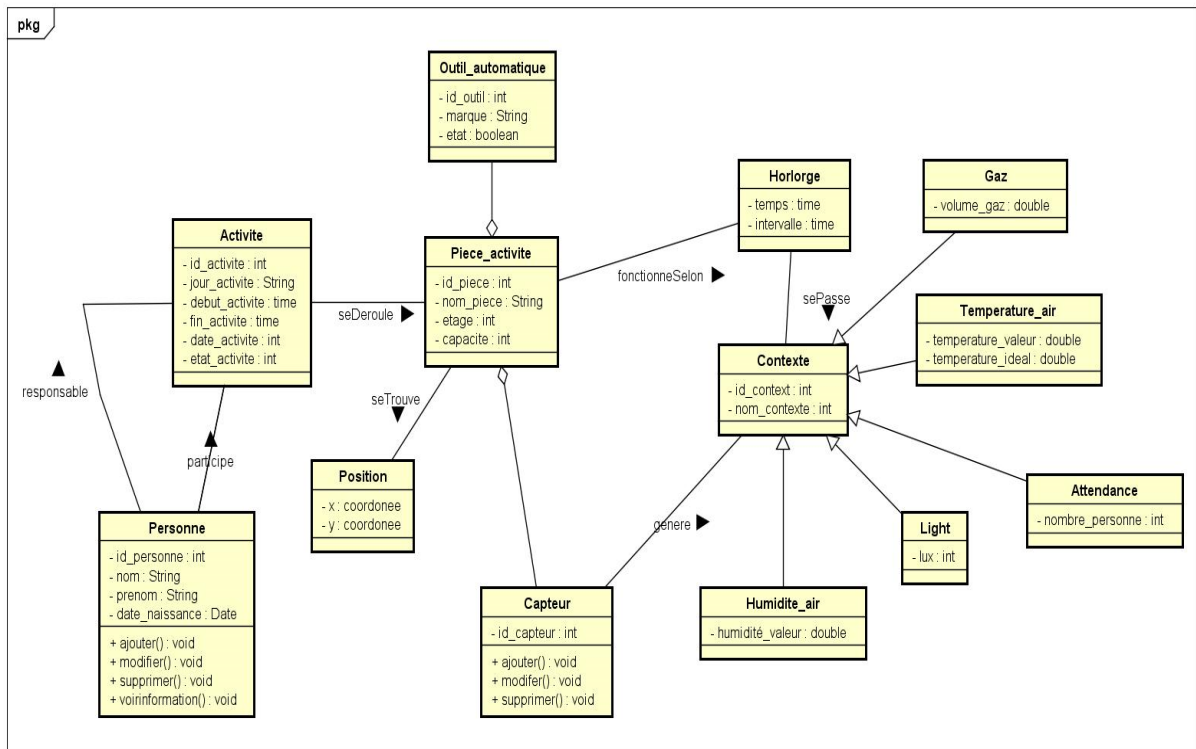 pkg
Outil_automatique
- id_outil : int
- marque : String
- etat : boolean
Horlorge
- temps : time
- intervalle : time
Gaz
- volume_gaz : double
Activite
- id_activite : int
- jour_activite : String
- debut_activite : time
- fin_activite : time
- date_activite : int
- etat_activite : int
Piece_activite
- id_piece : int
- nom_piece : String
- etage : int
- capacite : int
fonctionneSelon
sePasse
seDeroule
Temperature_air
- temperature_valeur : double
- temperature_ideal : double
Contexte
- id_context : int
- nom_contexte : int
responsable
seTrouve
participe
Position
- x : coordonee
- y : coordonee
Attendance
- nombre_personne : int
genere
Light
- lux : int
Personne
- id_personne : int
- nom : String
- prenom : String
- date_naissance : Date
+ ajouter() : void
+ modifier() : void
+ supprimer() : void
+ voirinformation() : void
Capteur
- id_capteur : int
+ ajouter() : void
+ modifer() : void
+ supprimer() : void
Humidite_air
- humidité_valeur : double